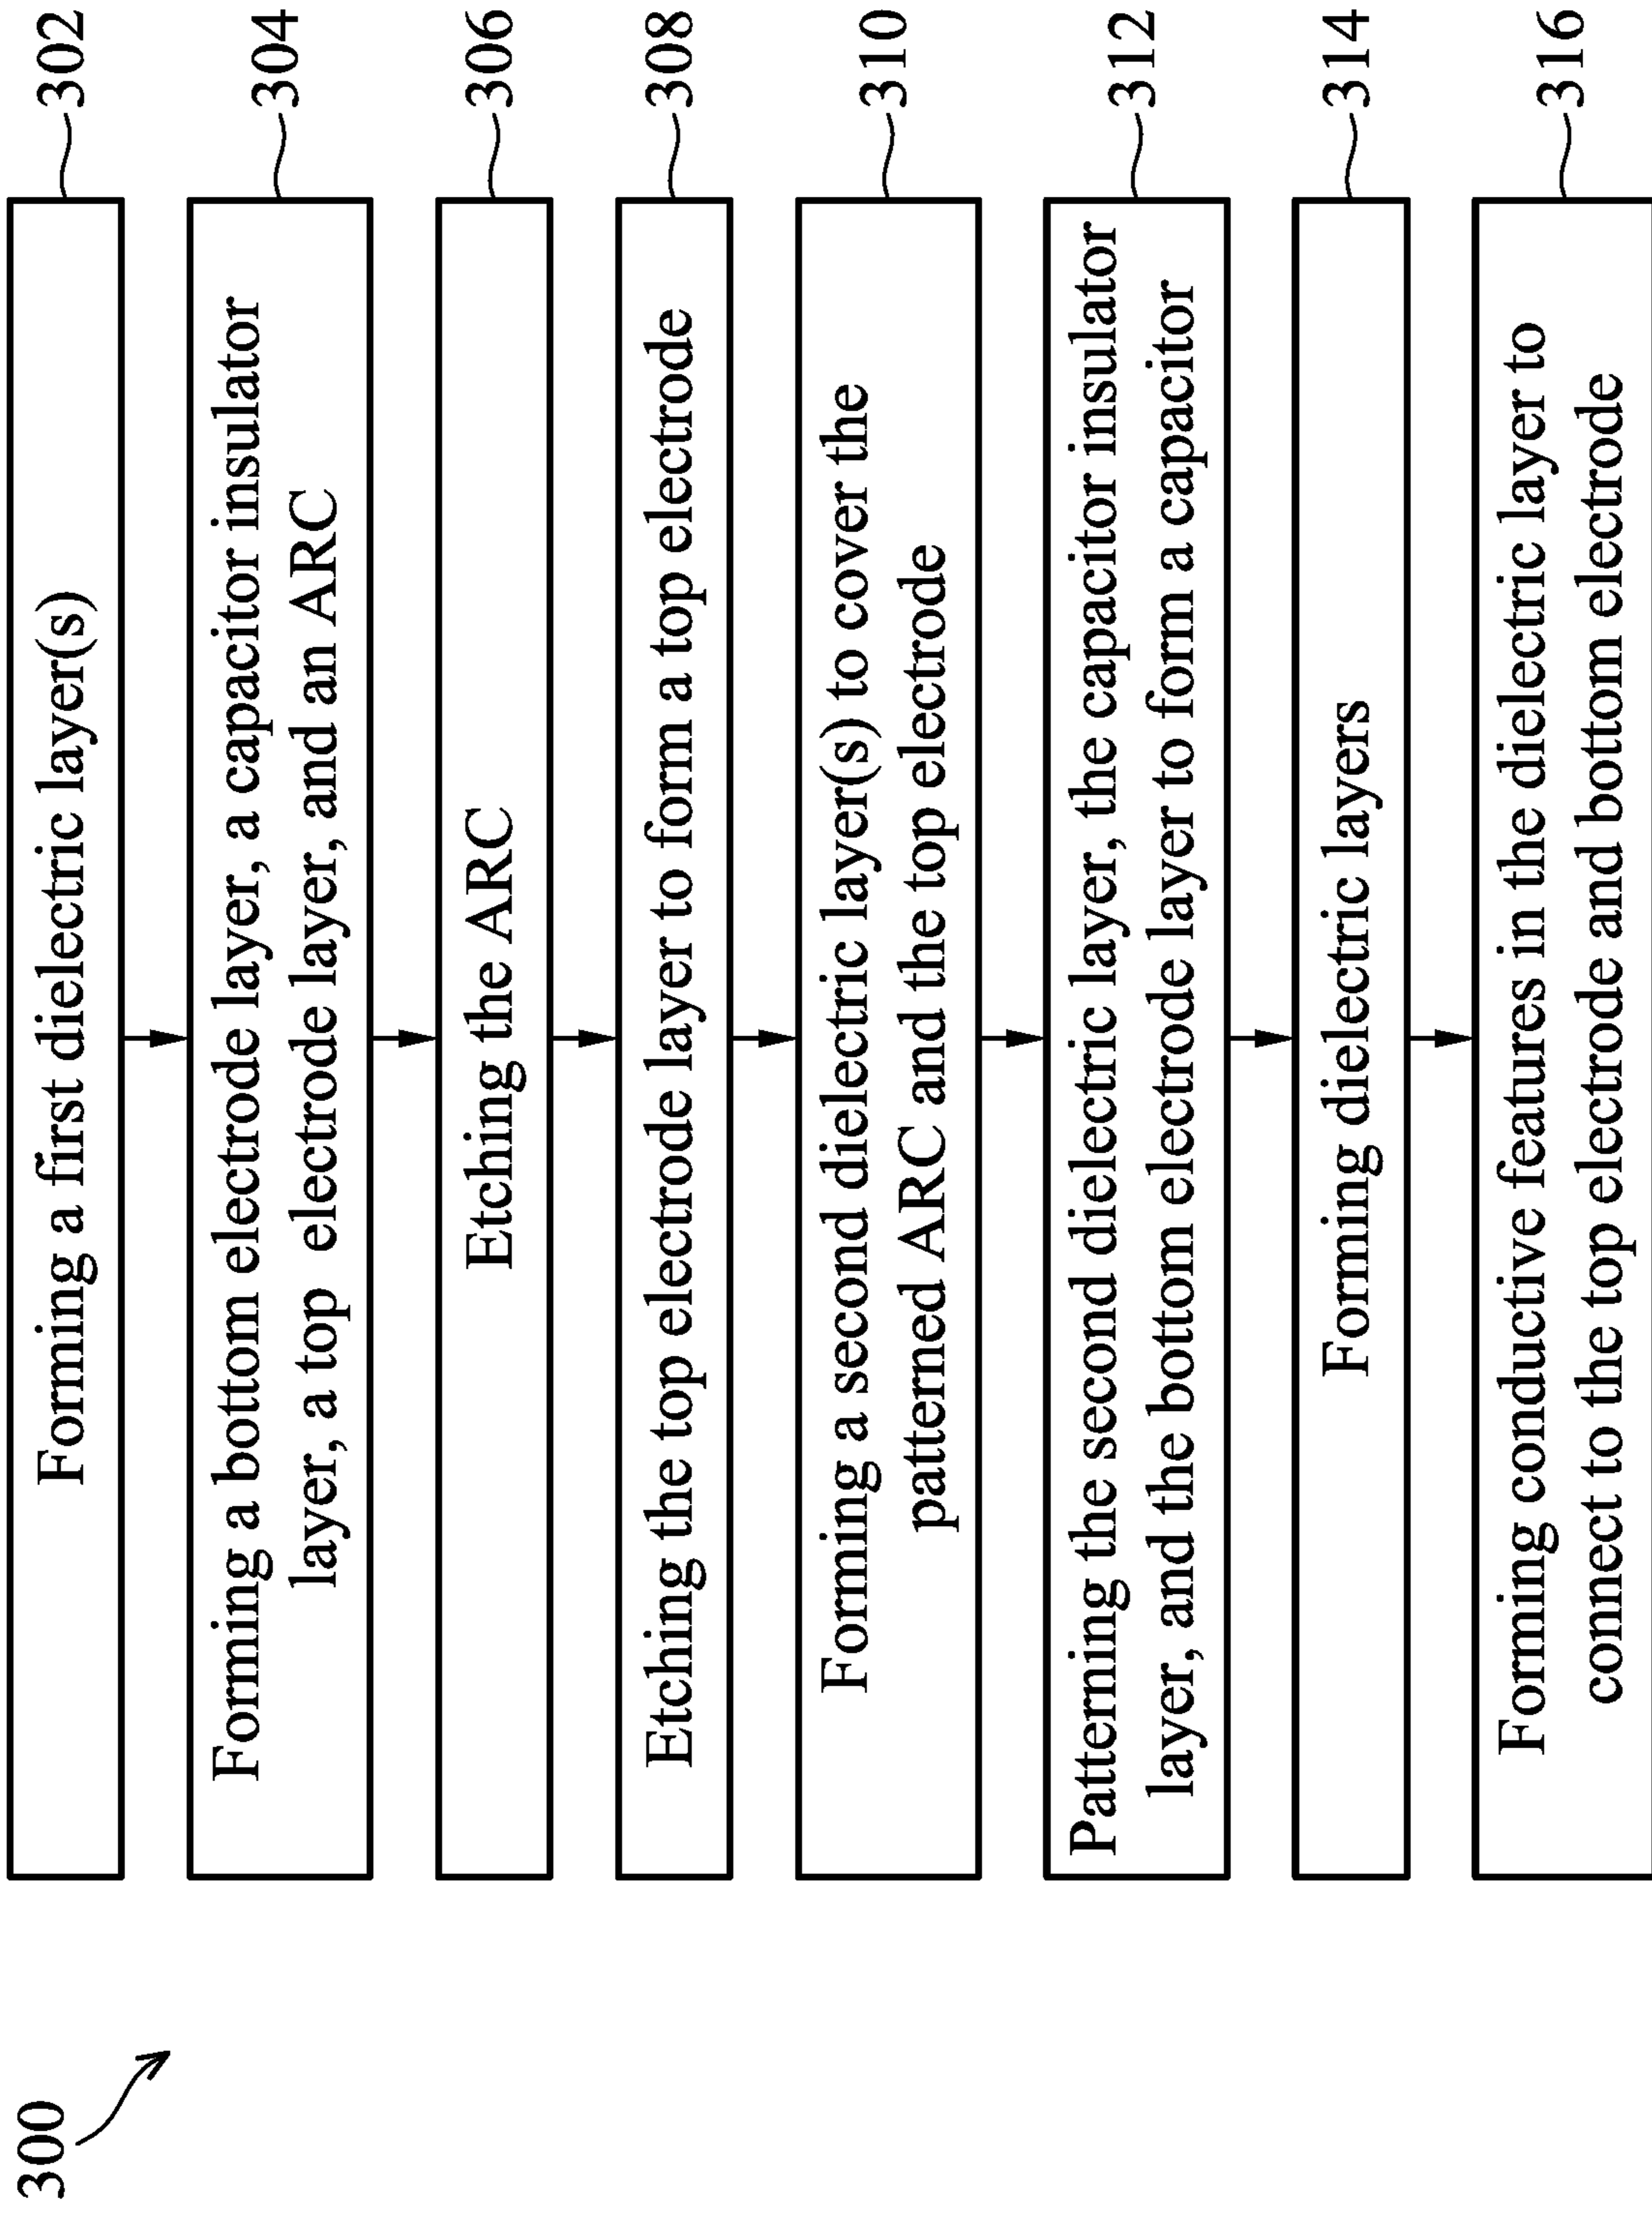 300
Forming a first dielectric layer(s)
302
Forming a bottom electrode layer, a capacitor insulator
layer, a top electrode layer, and an ARC
304
Etching the ARC
306
Etching the top electrode layer to form a top electrode
308
Forming a second dielectric layer(s) to cover the
patterned ARC and the top electrode
310
Patterning the second dielectric layer, the capacitor insulator
layer, and the bottom electrode layer to form a capacitor
312
Forming dielectric layers
314
Forming conductive features in the dielectric layer to
connect to the top electrode and bottom electrode
316